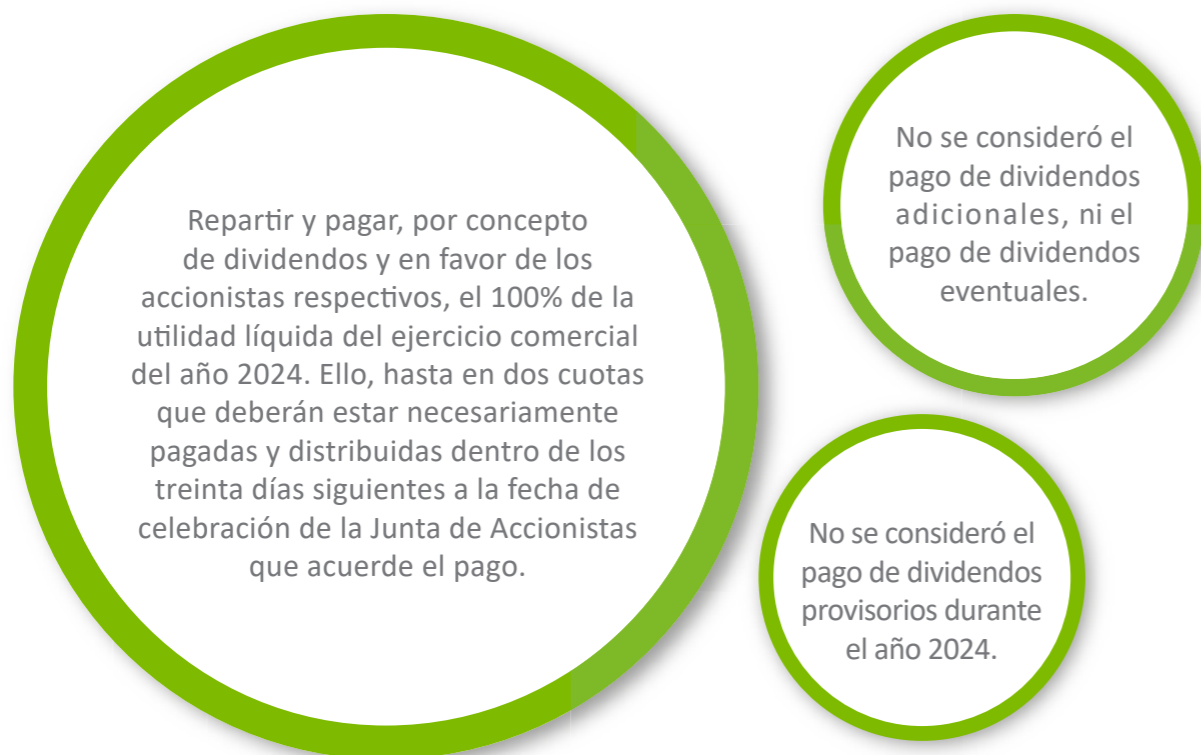 Repartir y pagar, por concepto
de dividendos y en favor de los
accionistas respectivos, el 100% de la
utilidad líquida del ejercicio comercial
del año 2024. Ello, hasta en dos cuotas
que deberán estar necesariamente
pagadas y distribuidas dentro de los
treinta días siguientes a la fecha de
celebración de la Junta de Accionistas
que acuerde el pago.
No se consideró el
pago de dividendos
adicionales, ni el
pago de dividendos
eventuales.
No se consideró el
pago de dividendos
provisorios durante
el año 2024.